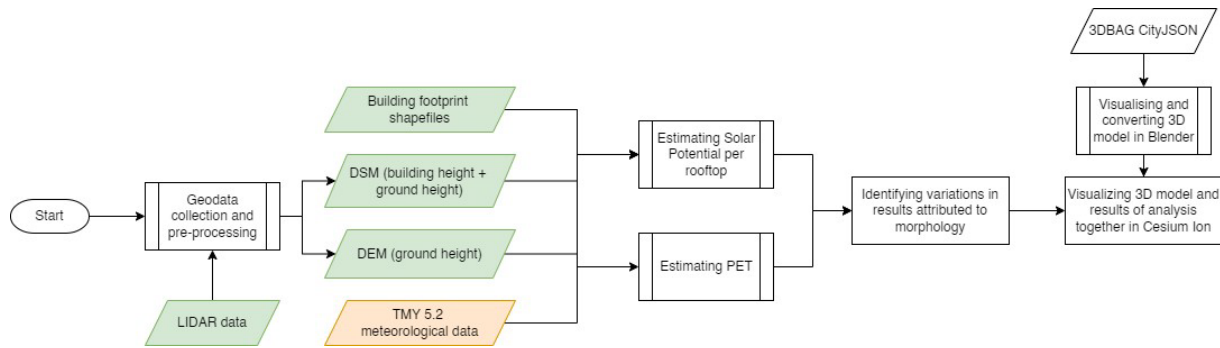 Start
Geodata
collection and
pre-processing
LIDAR data
Building footprint
shapefiles
DSM (building height +
ground height)
DEM (ground height)
TMY 5.2
meteorological data
Estimating Solar
Potential per
rooftop
Estimating PET
Identifying variations in
results attributed to
morphology
3DBAG CityJSON
Visualising and
converting 3D
model in Blender
Visualizing 3D model and
results of analysis
together in Cesium Ion